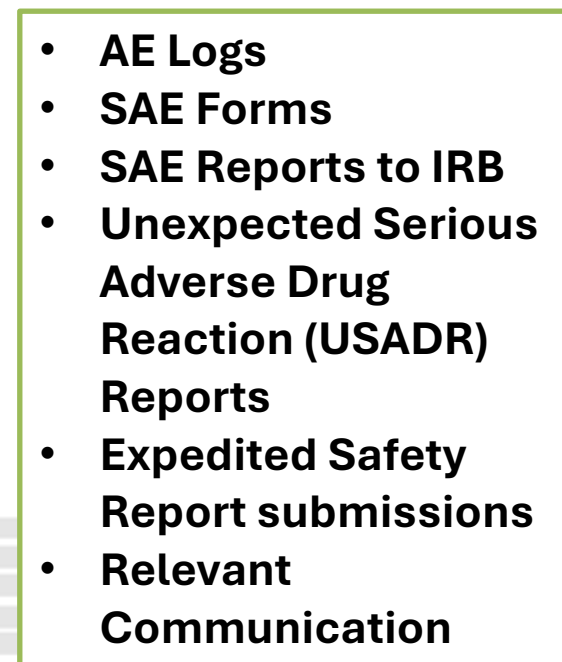 • AE Logs
• SAE Forms
• SAE Reports to IRB
• Unexpected Serious
Adverse Drug
Reaction (USADR)
Reports
• Expedited Safety
Report submissions
• Relevant
Communication